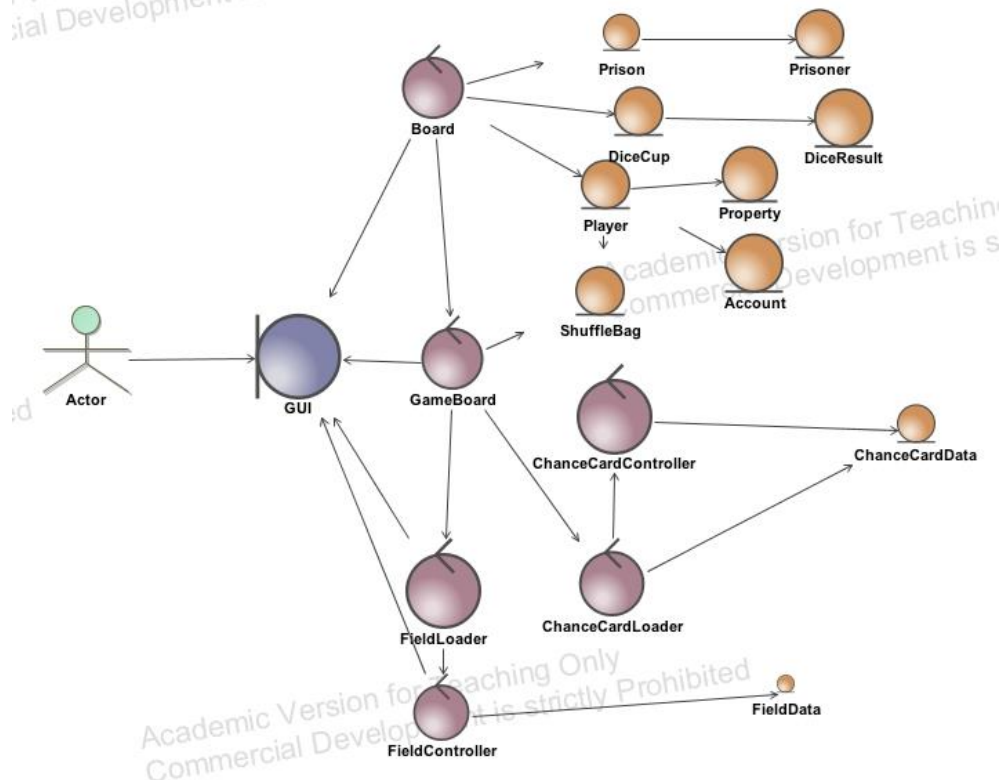 cial Development
Prison
Prisoner
Board
DiceCup
DiceResult
Player
Property
Academic Version for Teaching
Commercial Development is s
Account
ShuffleBag
Actor
GUI
GameBoard
ed
ChanceCardController
ChanceCardData
FieldLoader
ChanceCardLoader
Academic Version for Teaching Only
Commercial Development is strictly Prohibited
FieldData
FieldController